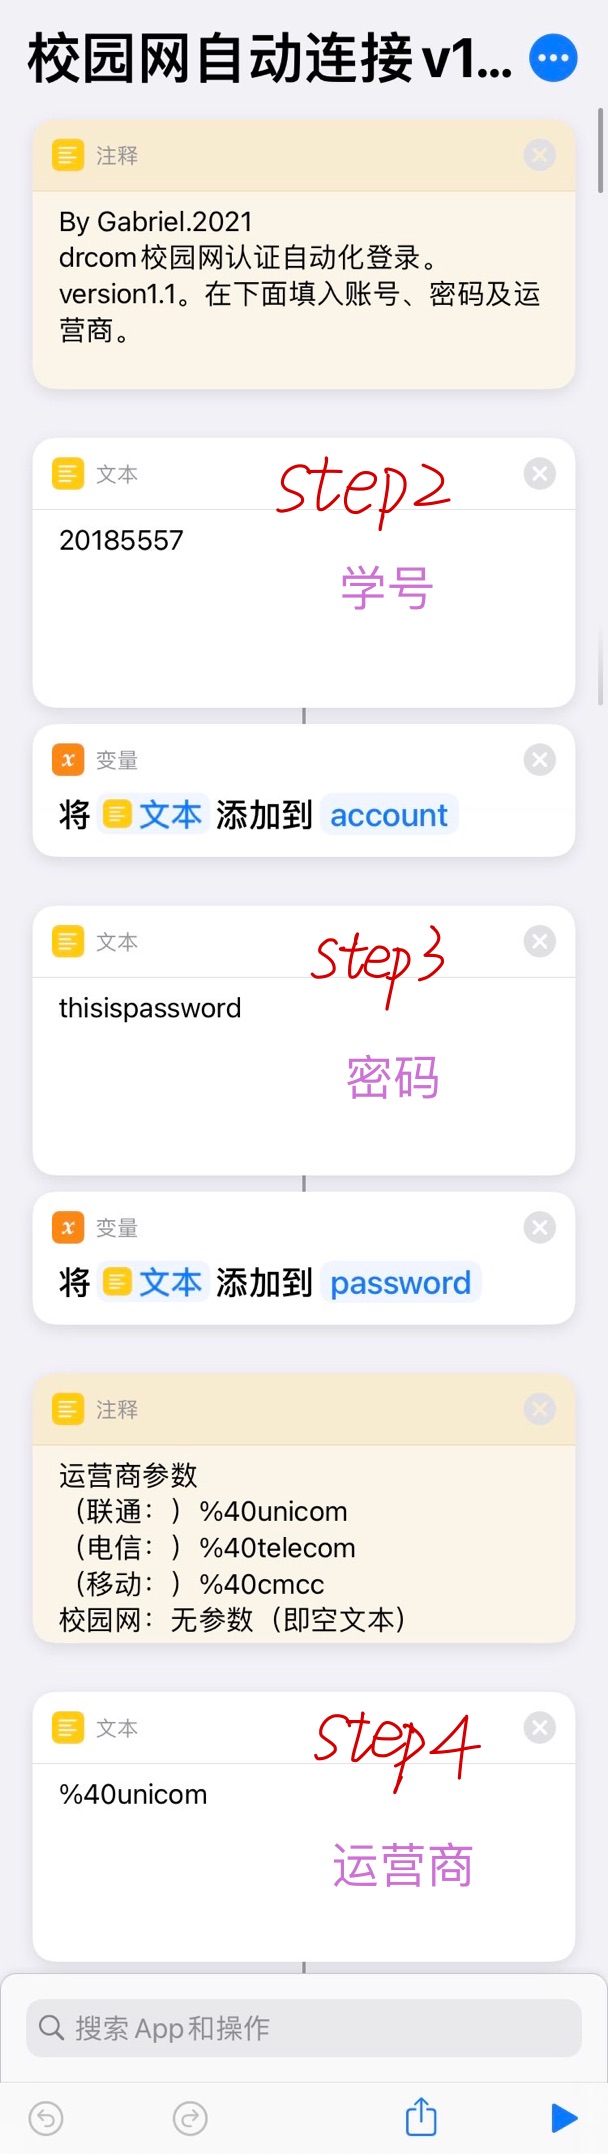 校园网自动连接v1...
注释
By Gabriel.2021
drcom校园网认证自动化登录。
version1.1。在下面填入账号、密码及运
营商。
文本
step2
20185557
学号
变量
将 文本 添加到 account
文本
step3
thisispassword
密码
变量
将 文本 添加到 password
注释
运营商参数
（联通：）%40unicom
（电信：）%40telecom
（移动：）%40cmcc
校园网：无参数（即空文本）
文本
step4
%40unicom
运营商
搜索App和操作